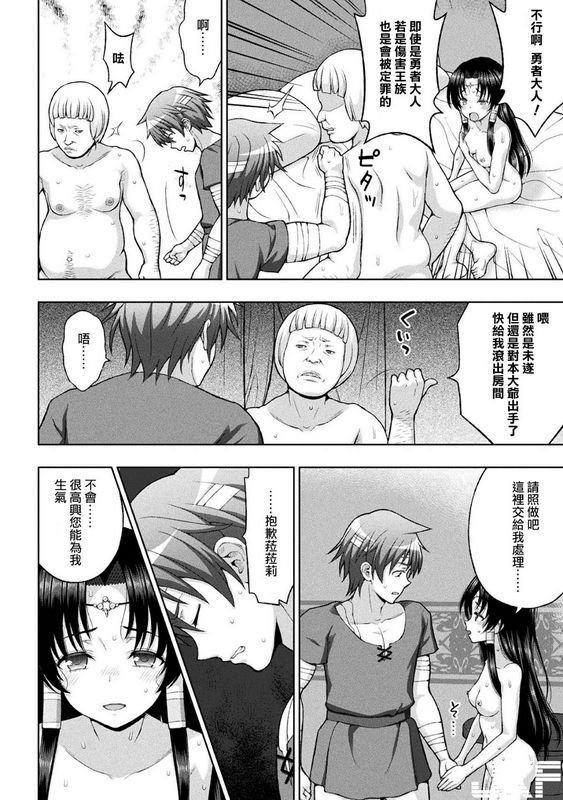 不行啊 勇者大人！
即使是勇者大人
若是傷害王族
也是會被定罪的
ピタッ
啊……
呿
すっ
喂
雖然是未遂
但還是對本大爺出手了
快給我滾出房間
唔……
請照做吧
這裡交給我處理……
……抱歉菈菈莉
不會……
很高興您能為我
生氣